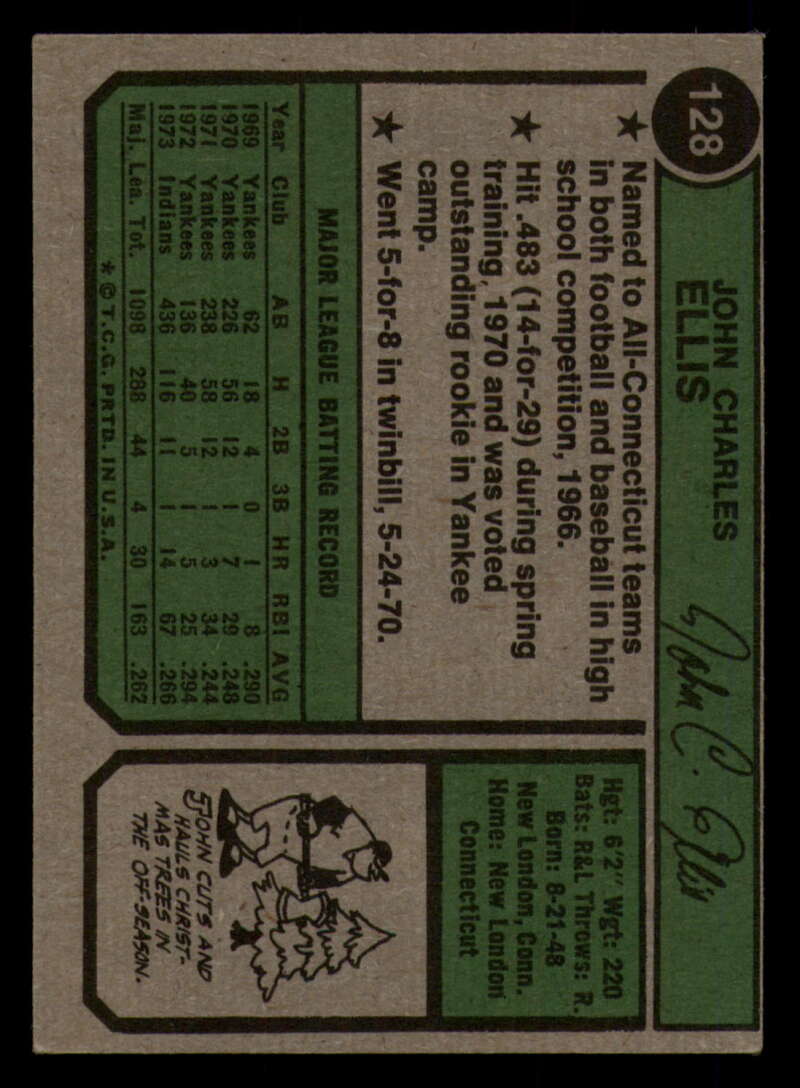 128
JOHN CHARLES
ELLIS
John C. Ellis
★ Named to All-Connecticut teams
in both football and baseball in high
school competition, 1966.
★ Hit .483 (14-for-29) during spring
training, 1970 and was voted
outstanding rookie in Yankee
camp.
★ Went 5-for-8 in twinbill, 5-24-70.
MAJOR LEAGUE BATTING RECORD
Year Club AB H 2B 3B HR RBI AVG
1969 Yankees 62 18 4 0 1 8 .290
1970 Yankees 226 56 12 1 7 29 .248
1971 Yankees 238 58 12 1 3 34 .244
1972 Yankees 136 40 5 1 5 25 .294
1973 Indians 436 116 11 1 14 67 .266
Maj. Lea. Tot. 1098 288 44 4 30 163 .262
* © T.C.G. PRTD. IN U.S.A.
Hgt: 6'2" Wgt: 220
Bats: R&L Throws: R.
Born: 8-21-48
New London, Conn.
Home: New London
Connecticut
JOHN CUTS AND
HAULS CHRIST-
MAS TREES IN
THE OFF-SEASON.